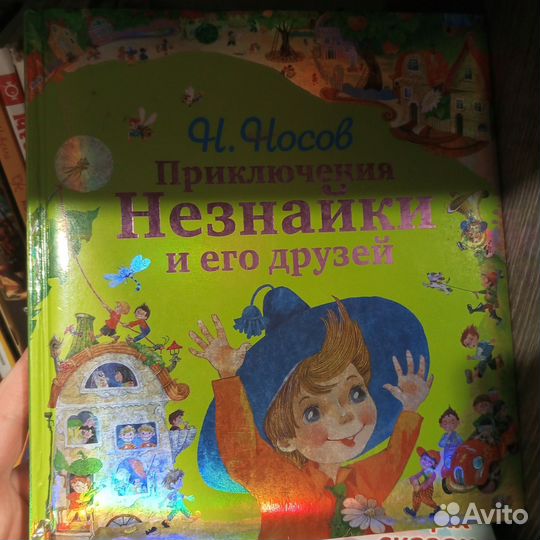 Н. Носов
Приключения
Незнайки
и его друзей
Avito